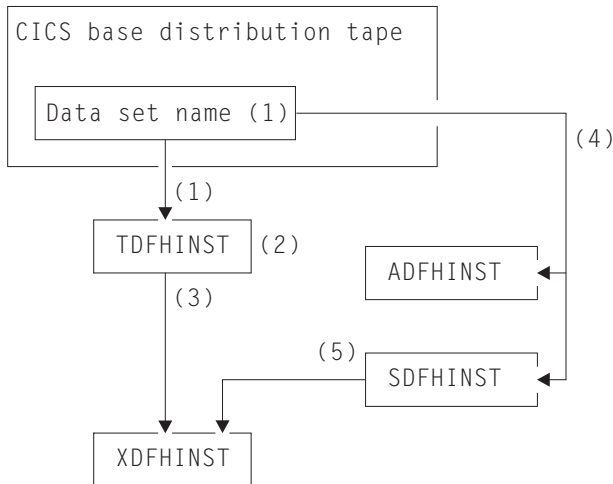 CICS base distribution tape
Data set name (1)
(4)
(1)
TDFHINST (2)
ADFHINST
(3)
(5)
SDFHINST
XDFHINST